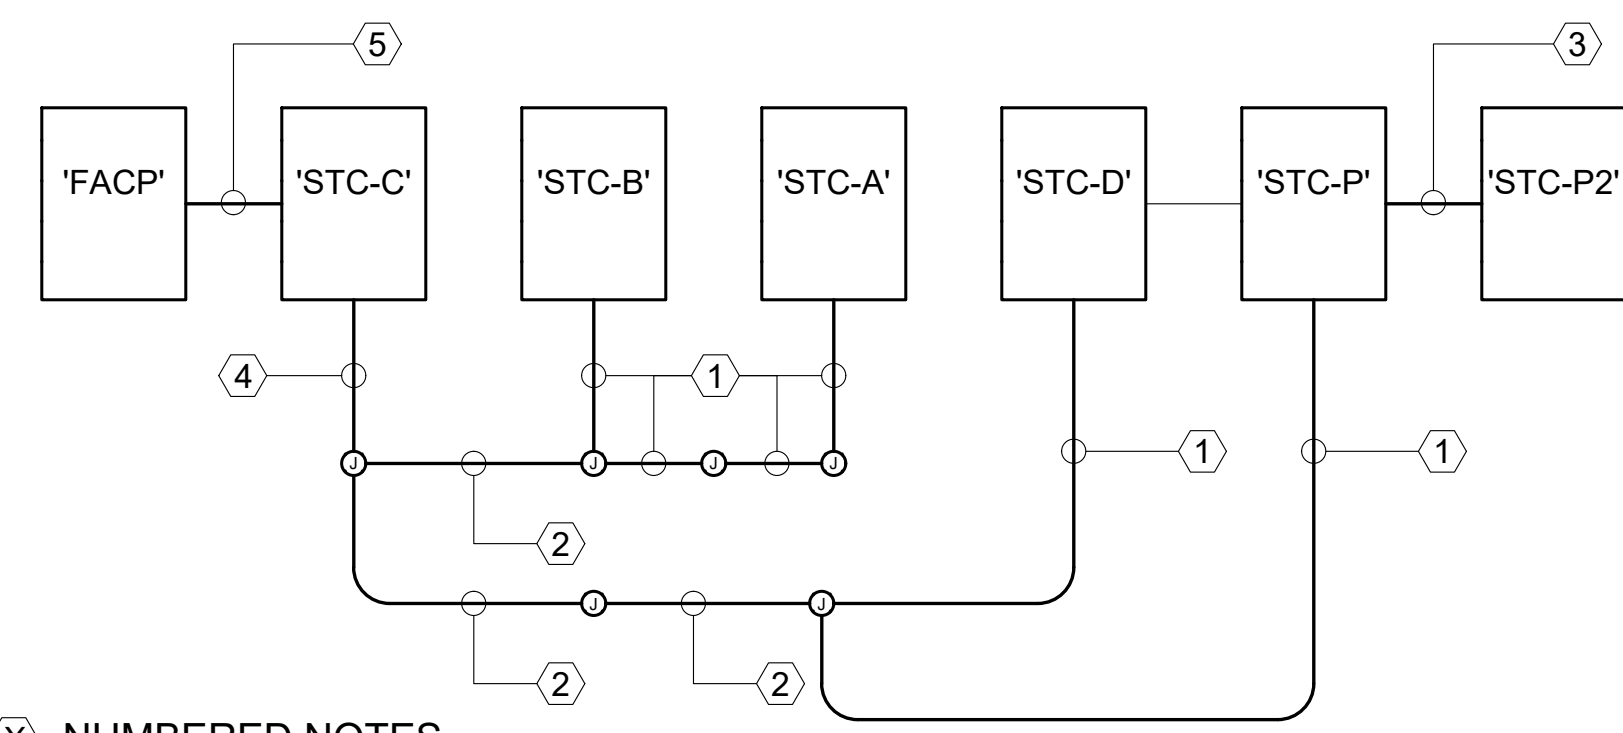 5
3
'FACP'
'STC-C'
'STC-B'
'STC-A'
'STC-D'
'STC-P'
'STC-P2'
4
1
1
1
J
J
J
J
2
J
J
2
2
X NUMBERED NOTES